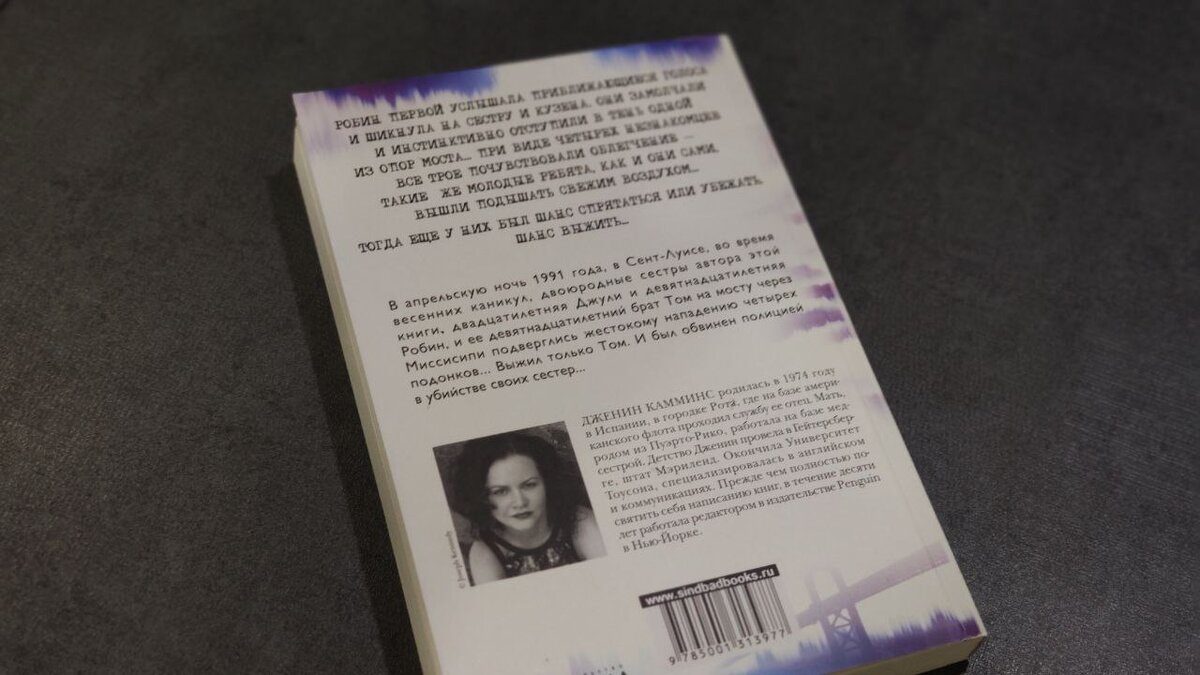 РОБИН ПЕРВОЙ УСЛЫШАЛА ПРИБЛИЖАЮЩИЕСЯ ГОЛОСА
И ШИКНУЛА НА СЕСТРУ И КУЗЕНА. ОНИ ЗАМОЛЧАЛИ
И ИНСТИНКТИВНО ОТСТУПИЛИ В ТЕНЬ ОДНОЙ
ИЗ ОПОР МОСТА... ПРИ ВИДЕ ЧЕТЫРЕХ НЕЗНАКОМЦЕВ
ВСЕ ТРОЕ ПОЧУВСТВОВАЛИ ОБЛЕГЧЕНИЕ —
ТАКИЕ ЖЕ МОЛОДЫЕ РЕБЯТА, КАК И ОНИ САМИ,
ВЫШЛИ ПОДЫШАТЬ СВЕЖИМ ВОЗДУХОМ...
ТОГДА ЕЩЕ У НИХ БЫЛ ШАНС СПРЯТАТЬСЯ ИЛИ УБЕЖАТЬ,
ШАНС ВЫЖИТЬ...
В апрельскую ночь 1991 года, в Сент-Луисе, во время
весенних каникул, двоюродные сестры автора этой
книги, двадцатилетняя Джули и девятнадцатилетняя
Робин, и ее девятнадцатилетний брат Том на мосту через
Миссисипи подверглись жестокому нападению четырех
подонков... Выжил только Том. И был обвинен полицией
в убийстве своих сестер...
ДЖЕНИН КАММИНС родилась в 1974 году
в Испании, в городке Рота, где на базе амери-
канского флота проходил службу ее отец. Мать,
родом из Пуэрто-Рико, работала на базе мед-
сестрой. Детство Дженин провела в Гейтерсбер-
ге, штат Мэриленд. Окончила Университет
Тоусона, специализировалась в английском
и коммуникациях. Прежде чем полностью по-
святить себя написанию книг, в течение десяти
лет работала редактором в издательстве Penguin
в Нью-Йорке.
© Joseph Kennedy
www.sindbadbooks.ru
9785001313977